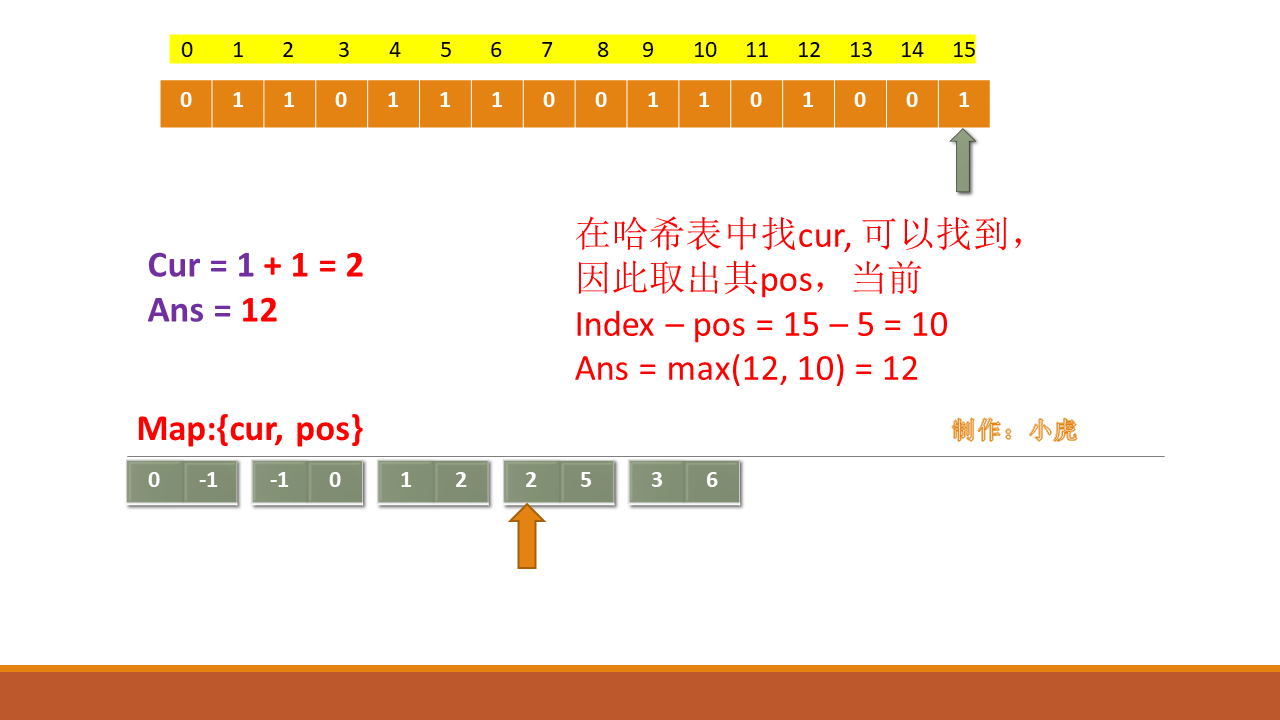 0 1 2 3 4 5 6 7 8 9 10 11 12 13 14 15
0 1 1 0 1 1 1 0 0 1 1 0 1 0 0 1
Cur = 1 + 1 = 2
Ans = 12
在哈希表中找cur, 可以找到，
因此取出其pos，当前
Index – pos = 15 – 5 = 10
Ans = max(12, 10) = 12
Map:{cur, pos}
制作：小虎
0 -1 -1 0 1 2 2 5 3 6